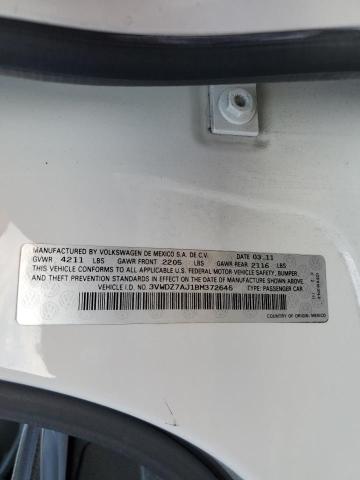 MANUFACTURED BY VOLKSWAGEN DE MEXICO S.A. DE C.V. DATE 03.11
GVWR 4211 LBS GAWR FRONT 2205 LBS GAWR REAR 2116 LBS
THIS VEHICLE CONFORMS TO ALL APPLICABLE U.S. FEDERAL MOTOR VEHICLE SAFETY, BUMPER,
AND THEFT PREVENTION STANDARDS IN EFFECT ON THE DATE OF MANUFACTURE SHOWN ABOVE.
VEHICLE I.D. NO. 3VWDZ7AJ1BM372646 TYPE: PASSENGER CAR
COUNTRY OF ORIGIN: MEXICO